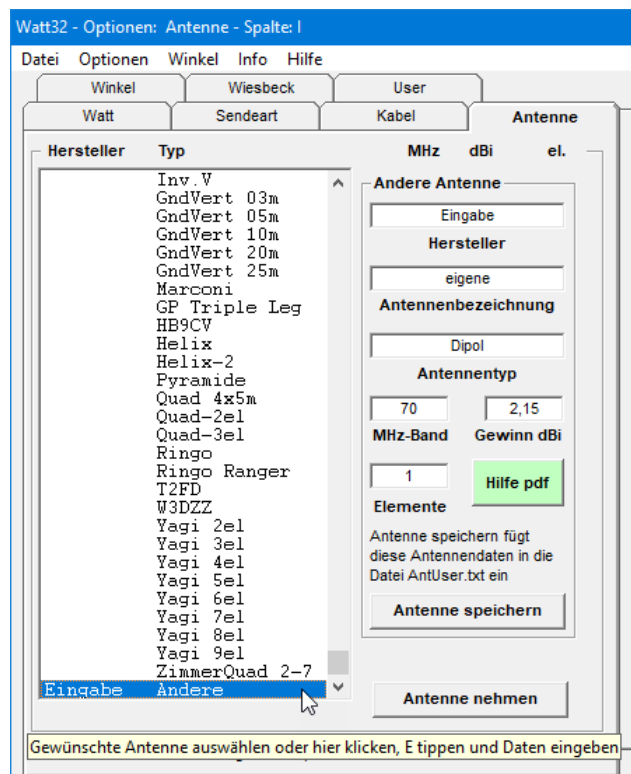 Watt32 - Optionen: Antenne - Spalte: I
Datei Optionen Winkel Info Hilfe
Winkel Wiesbeck User
Watt Sendeart Kabel Antenne
Hersteller Typ MHz dBi el.
Inv.V
GndVert 03m
GndVert 05m
GndVert 10m
GndVert 20m
GndVert 25m
Marconi
GP Triple Leg
HB9CV
Helix
Helix-2
Pyramide
Quad 4x5m
Quad-2el
Quad-3el
Ringo
Ringo Ranger
T2FD
W3DZZ
Yagi 2el
Yagi 3el
Yagi 4el
Yagi 5el
Yagi 6el
Yagi 7el
Yagi 8el
Yagi 9el
ZimmerQuad 2-7
Eingabe Andere
Andere Antenne
Eingabe
Hersteller
eigene
Antennenbezeichnung
Dipol
Antennentyp
70 2,15
MHz-Band Gewinn dBi
1 Hilfe pdf
Elemente
Antenne speichern fügt
diese Antennendaten in die
Datei AntUser.txt ein
Antenne speichern
Antenne nehmen
Gewünschte Antenne auswählen oder hier klicken, E tippen und Daten eingeben